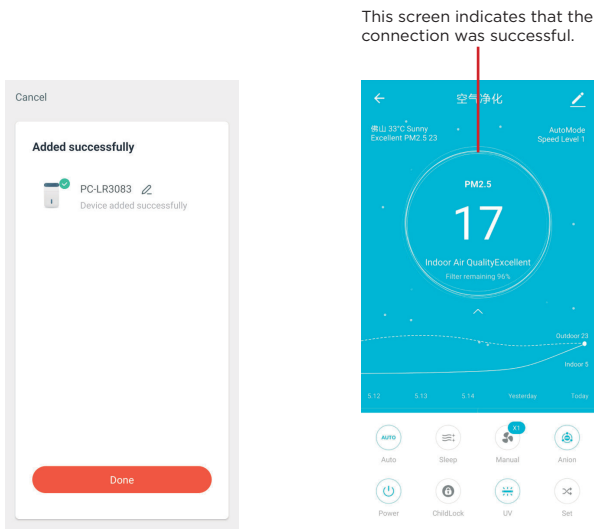 This screen indicates that the
connection was successful.
Cancel
Added successfully
PC-LR3083
Device added successfully
Done
空气净化
佛山 33°C Sunny
Excellent PM2.5 23
AutoMode
Speed Level 1
PM2.5
17
Indoor Air QualityExcellent
Filter remaining 96%
Outdoor 23
Indoor 5
5.12 5.13 5.14 Yesterday Today
AUTO
X1
Auto Sleep Manual Anion
Power ChildLock UV Set